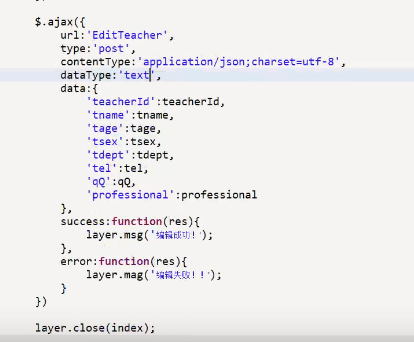 $.ajax({
url:'EditTeacher',
type:'post',
contentType:'application/json;charset=utf-8',
dataType:'text',
data:{
'teacherId':teacherId,
'tname':tname,
'tage':tage,
'tsex':tsex,
'tdept':tdept,
'tel':tel,
'qQ':qQ,
'professional':professional
},
success:function(res){
layer.msg('编辑成功!');
},
error:function(res){
layer.mag('编辑失败!!');
}
})
layer.close(index);